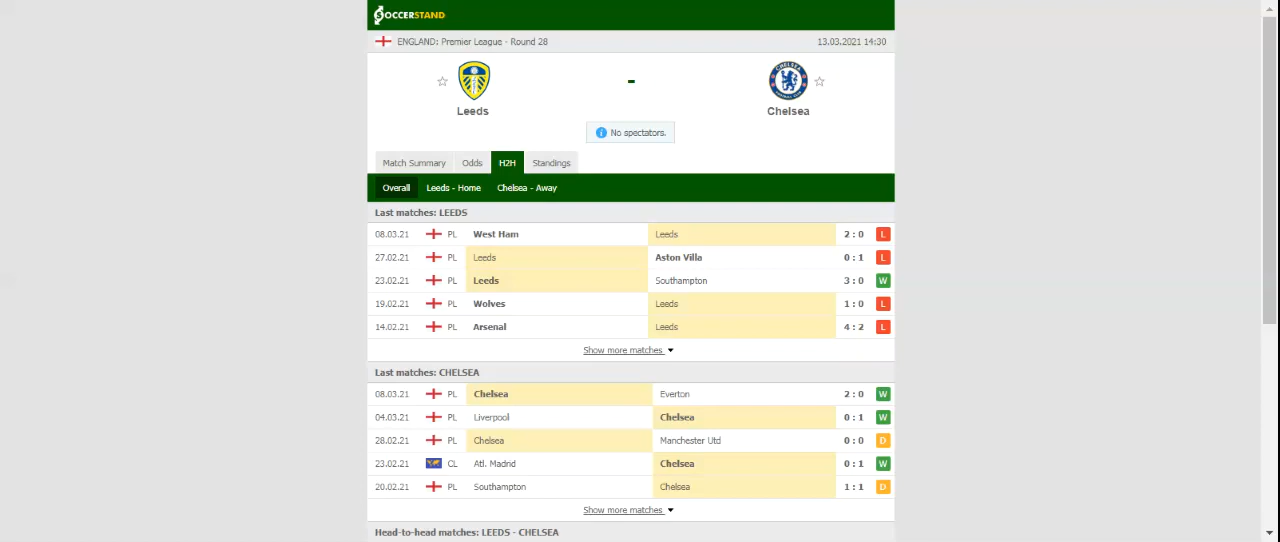 SOCCERSTAND
ENGLAND: Premier League - Round 28 13.03.2021 14:30
-
Leeds Chelsea
No spectators.
Match Summary Odds H2H Standings
Overall Leeds - Home Chelsea - Away
Last matches: LEEDS
08.03.21 PL West Ham Leeds 2 : 0 L
27.02.21 PL Leeds Aston Villa 0 : 1 L
23.02.21 PL Leeds Southampton 3 : 0 W
19.02.21 PL Wolves Leeds 1 : 0 L
14.02.21 PL Arsenal Leeds 4 : 2 L
Show more matches
Last matches: CHELSEA
08.03.21 PL Chelsea Everton 2 : 0 W
04.03.21 PL Liverpool Chelsea 0 : 1 W
28.02.21 PL Chelsea Manchester Utd 0 : 0 D
23.02.21 CL Atl. Madrid Chelsea 0 : 1 W
20.02.21 PL Southampton Chelsea 1 : 1 D
Show more matches
Head-to-head matches: LEEDS - CHELSEA